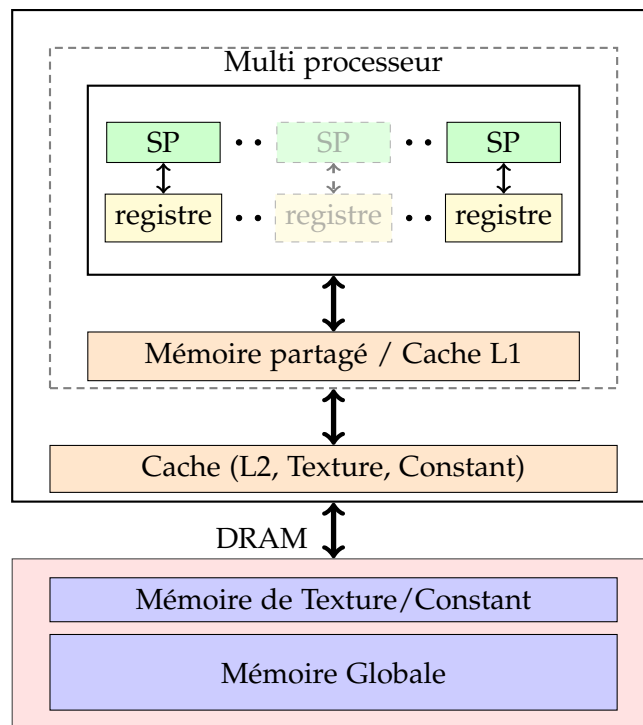 Multi processeur
SP •• SP •• SP
registre •• registre •• registre
Mémoire partagé / Cache L1
Cache (L2, Texture, Constant)
DRAM
Mémoire de Texture/Constant
Mémoire Globale